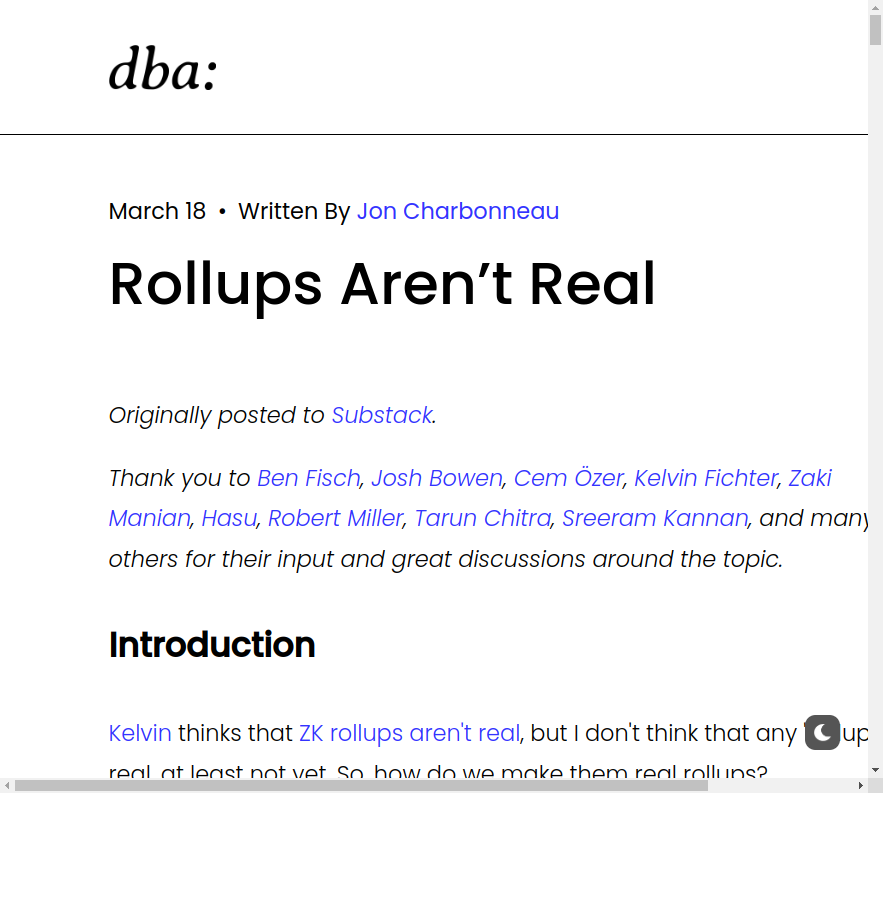 dba:
March 18 • Written By Jon Charbonneau
Rollups Aren’t Real
Originally posted to Substack.
Thank you to Ben Fisch, Josh Bowen, Cem Özer, Kelvin Fichter, Zaki
Manian, Hasu, Robert Miller, Tarun Chitra, Sreeram Kannan, and many
others for their input and great discussions around the topic.
Introduction
Kelvin thinks that ZK rollups aren't real, but I don't think that any
real, at least not yet. So, how do we make them real rollups?